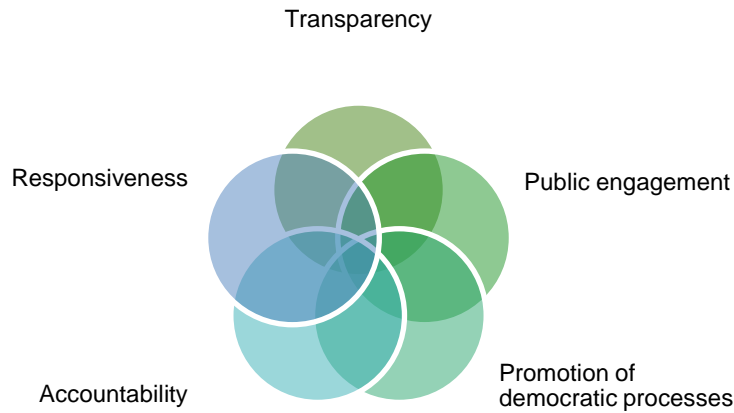 Transparency
Responsiveness
Public engagement
Accountability
Promotion of
democratic processes